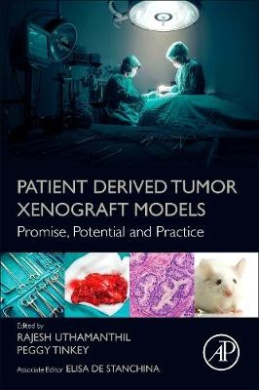 PATIENT DERIVED TUMOR
XENOGRAFT MODELS
Promise, Potential and Practice
Edited by
RAJESH UTHAMANTHIL
PEGGY TINKEY
Associate Editor ELISA DE STANCHINA
AP